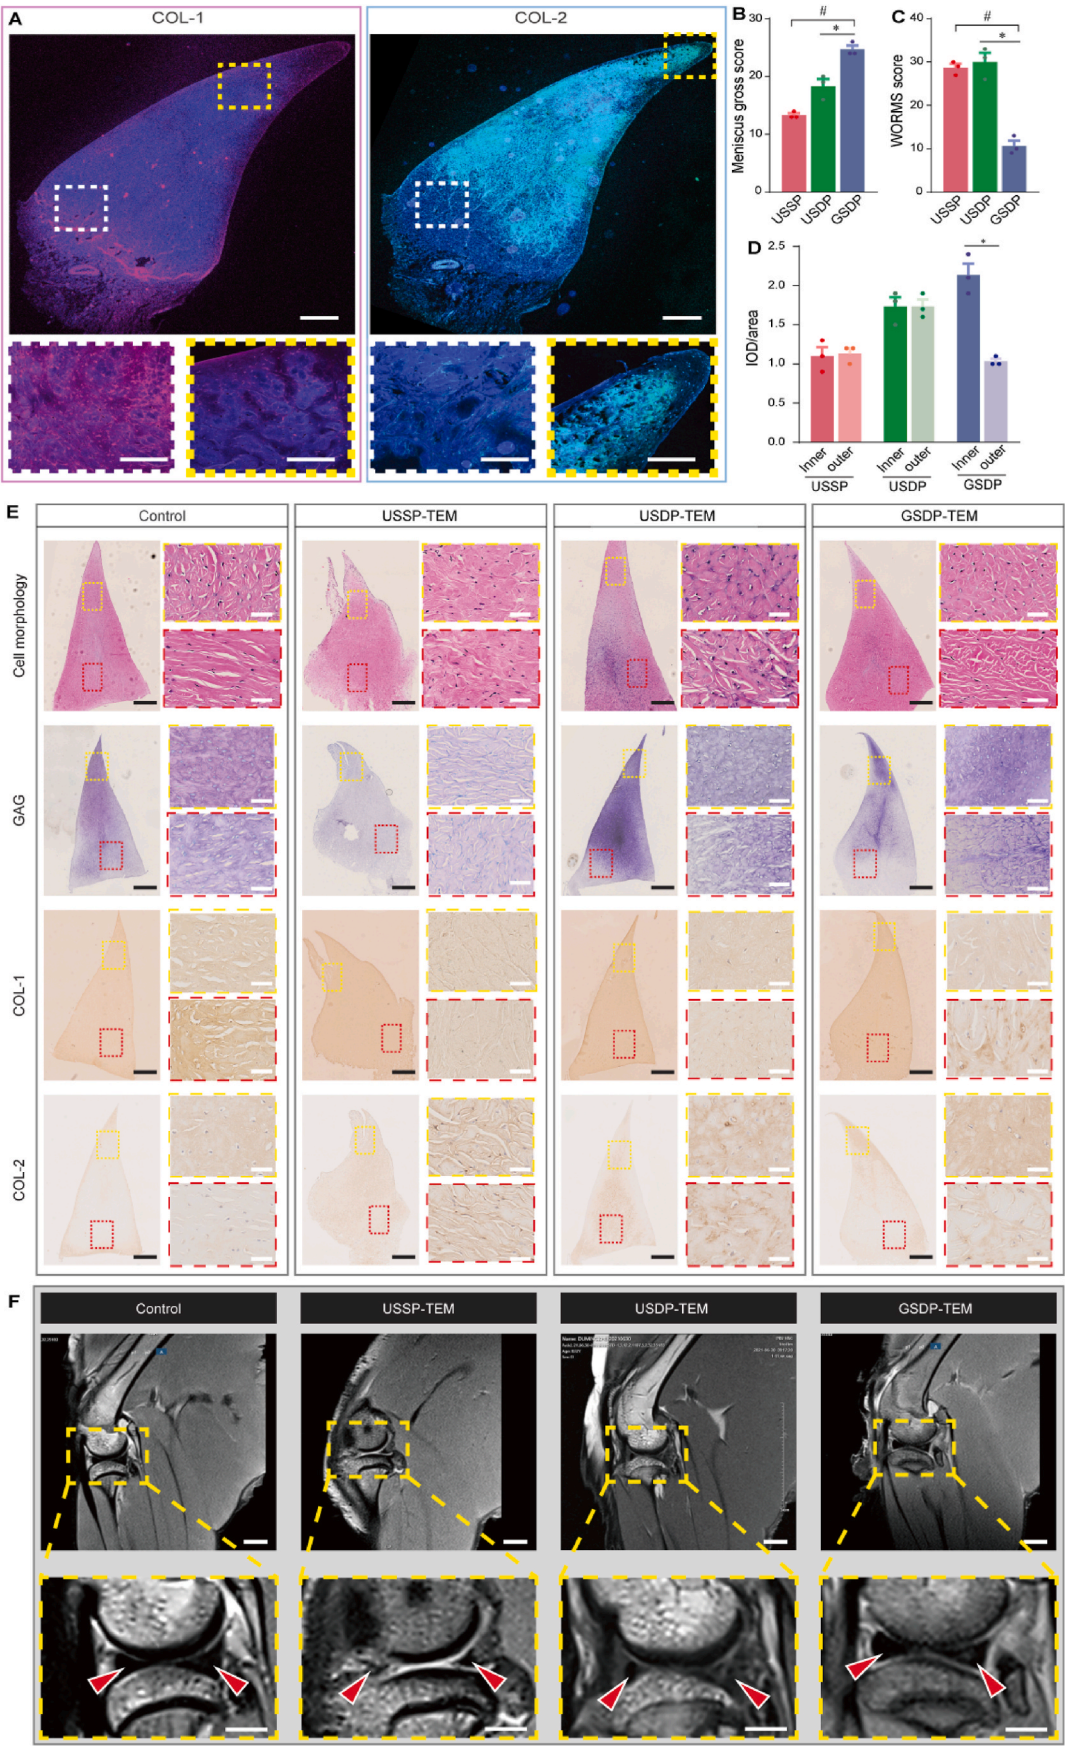 A
COL-1
COL-2
B
Meniscus gross score
30
20
10
0
#
*
USSP
USDP
GSDP
C
WORMS score
40
30
20
10
0
#
*
USSP
USDP
GSDP
D
IOD/area
2.5
2.0
1.5
1.0
0.5
0.0
*
Inner outer Inner outer Inner outer
USSP USDP GSDP
E
Control USSP-TEM USDP-TEM GSDP-TEM
Cell morphology
GAG
COL-1
COL-2
F
Control USSP-TEM USDP-TEM GSDP-TEM